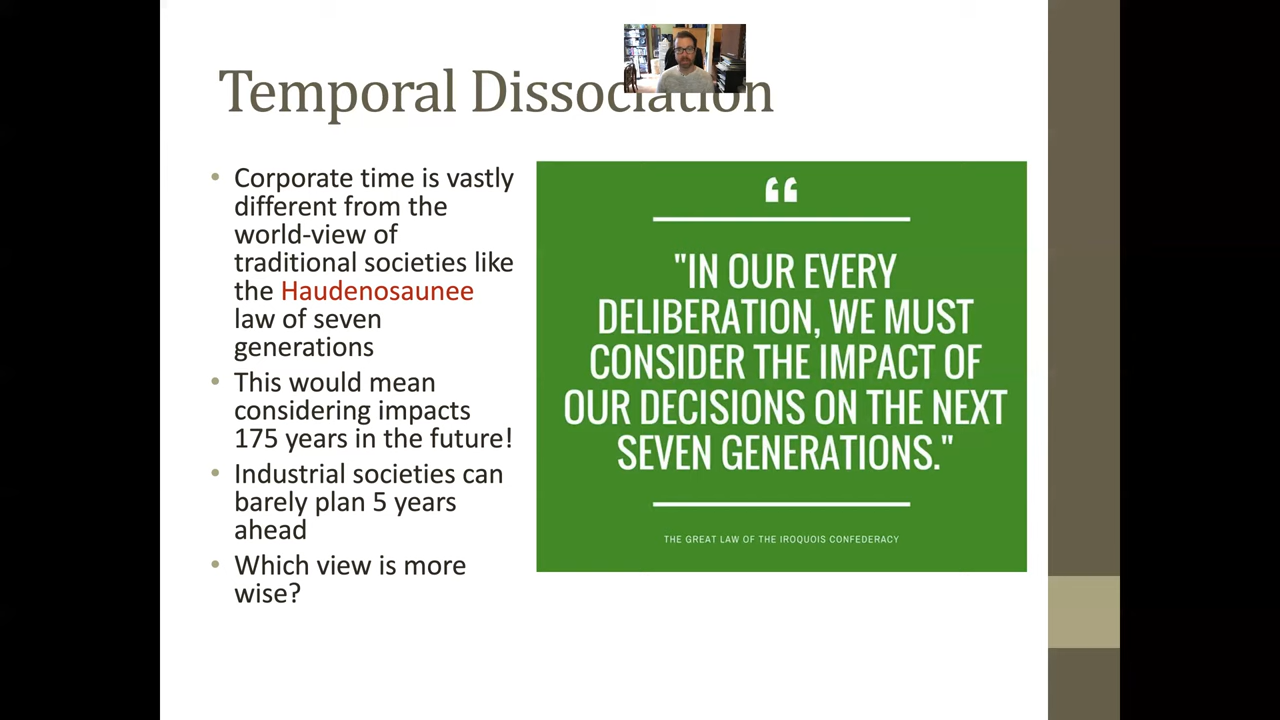 Temporal Dissociation
• Corporate time is vastly
different from the
world-view of
traditional societies like
the Haudenosaunee
law of seven
generations
• This would mean
considering impacts
175 years in the future!
• Industrial societies can
barely plan 5 years
ahead
• Which view is more
wise?
“
"IN OUR EVERY
DELIBERATION, WE MUST
CONSIDER THE IMPACT OF
OUR DECISIONS ON THE NEXT
SEVEN GENERATIONS."
THE GREAT LAW OF THE IROQUOIS CONFEDERACY